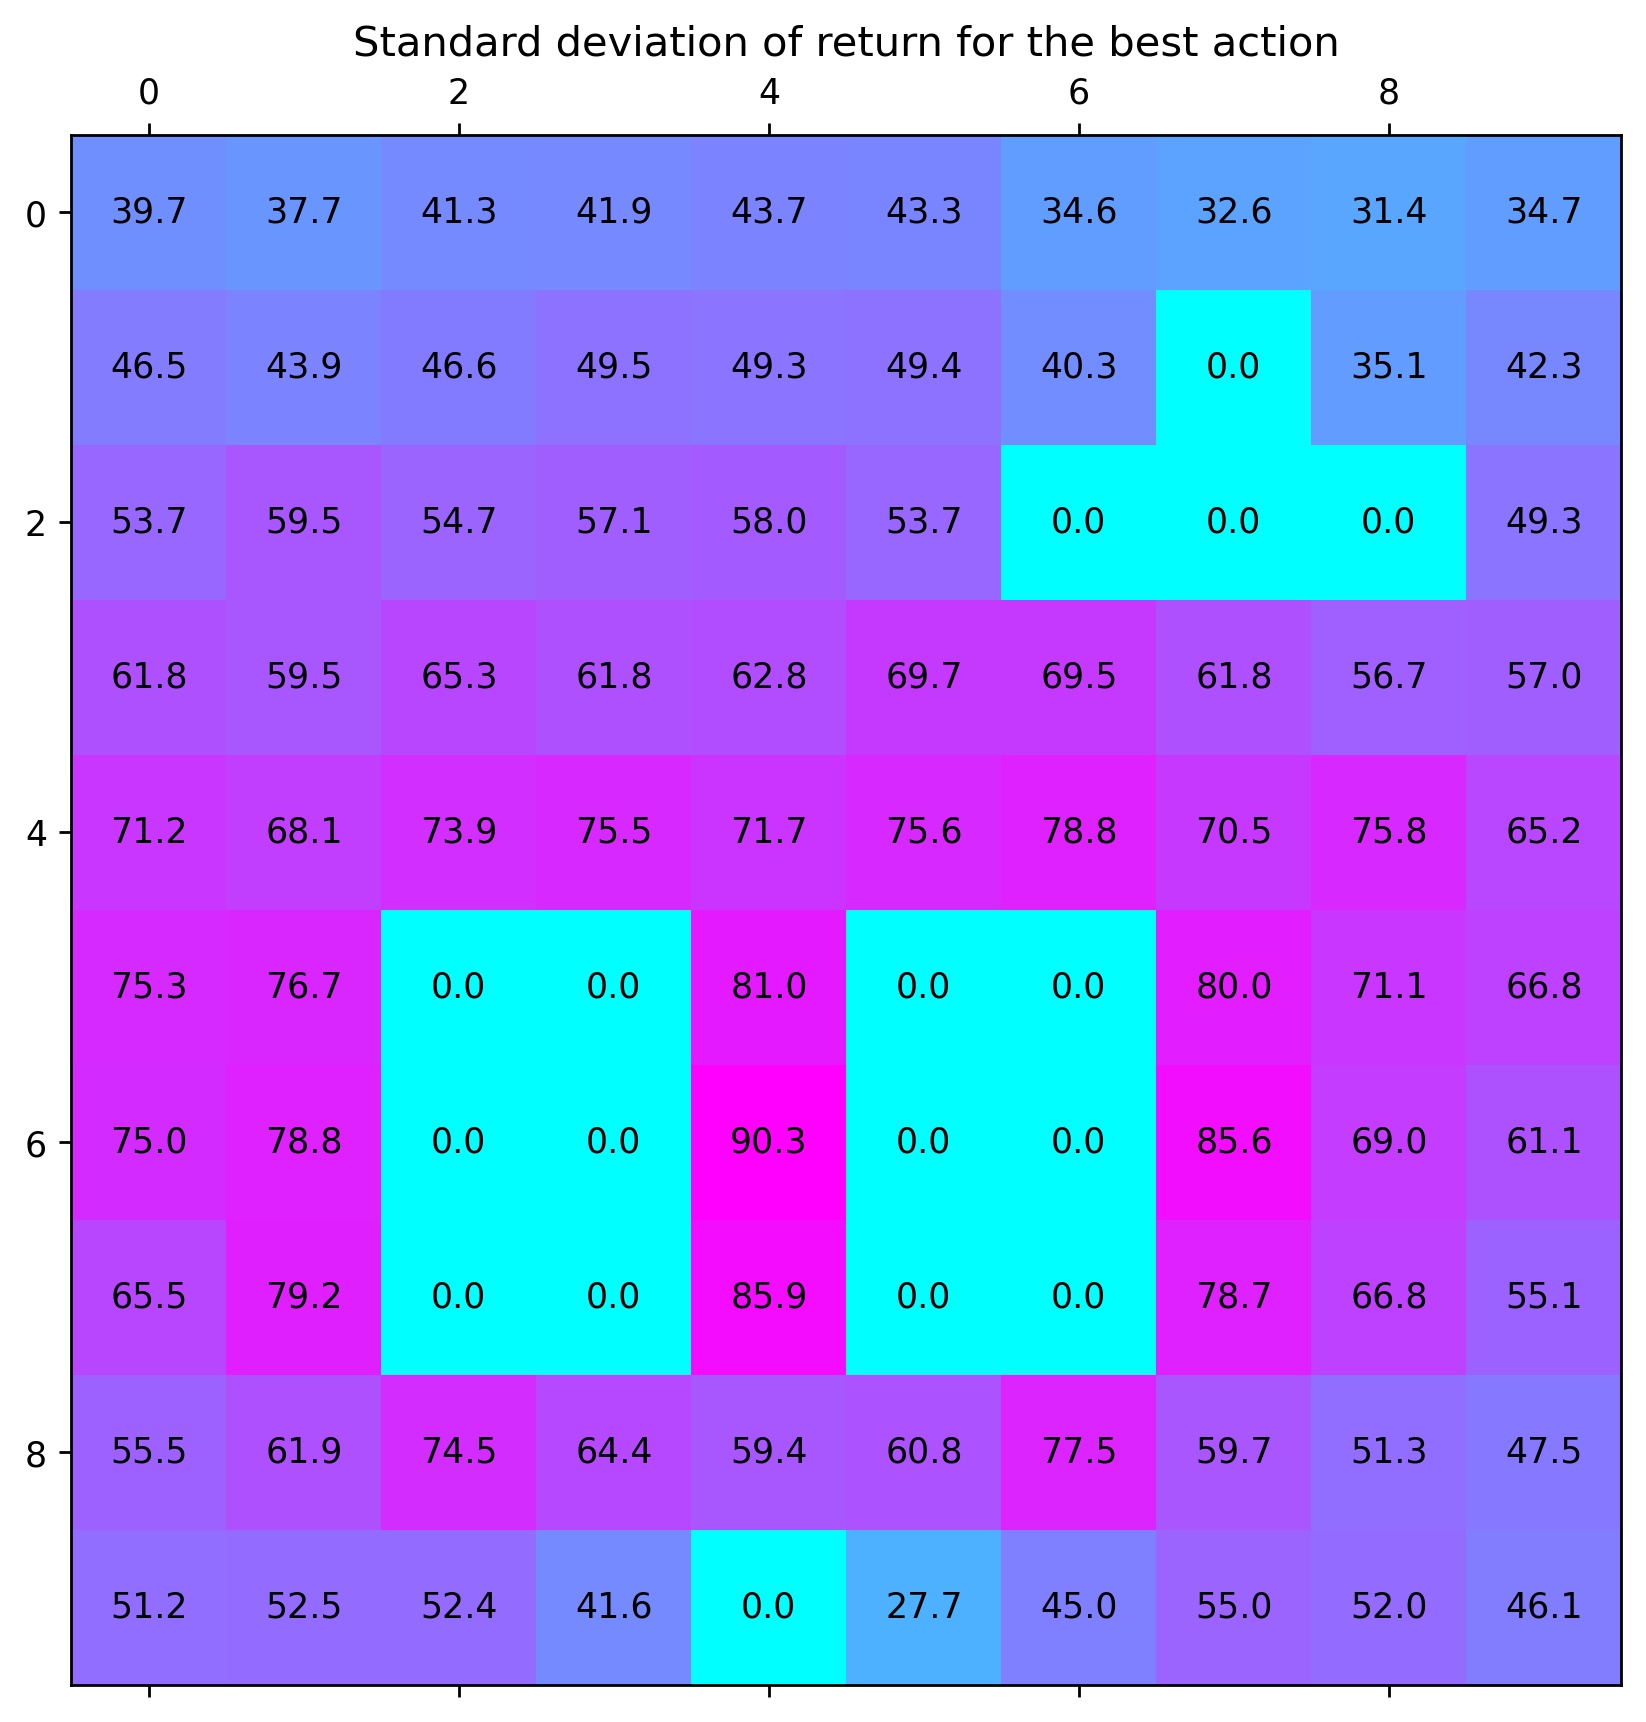 Standard deviation of return for the best action
0 2 4 6 8
0 39.7 37.7 41.3 41.9 43.7 43.3 34.6 32.6 31.4 34.7
46.5 43.9 46.6 49.5 49.3 49.4 40.3 0.0 35.1 42.3
2 53.7 59.5 54.7 57.1 58.0 53.7 0.0 0.0 0.0 49.3
61.8 59.5 65.3 61.8 62.8 69.7 69.5 61.8 56.7 57.0
4 71.2 68.1 73.9 75.5 71.7 75.6 78.8 70.5 75.8 65.2
75.3 76.7 0.0 0.0 81.0 0.0 0.0 80.0 71.1 66.8
6 75.0 78.8 0.0 0.0 90.3 0.0 0.0 85.6 69.0 61.1
65.5 79.2 0.0 0.0 85.9 0.0 0.0 78.7 66.8 55.1
8 55.5 61.9 74.5 64.4 59.4 60.8 77.5 59.7 51.3 47.5
51.2 52.5 52.4 41.6 0.0 27.7 45.0 55.0 52.0 46.1